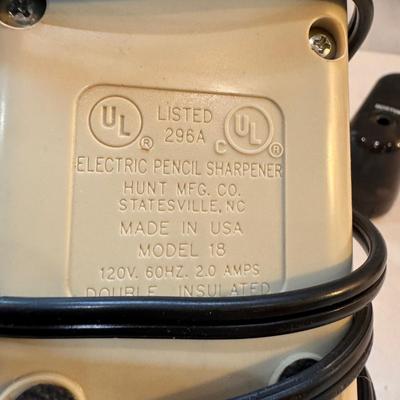 UL ® LISTED 296A C UL ®
ELECTRIC PENCIL SHARPENER
HUNT MFG. CO.
STATESVILLE, NC
MADE IN USA
MODEL 18
120V. 60HZ. 2.0 AMPS
DOUBLE INSULATED